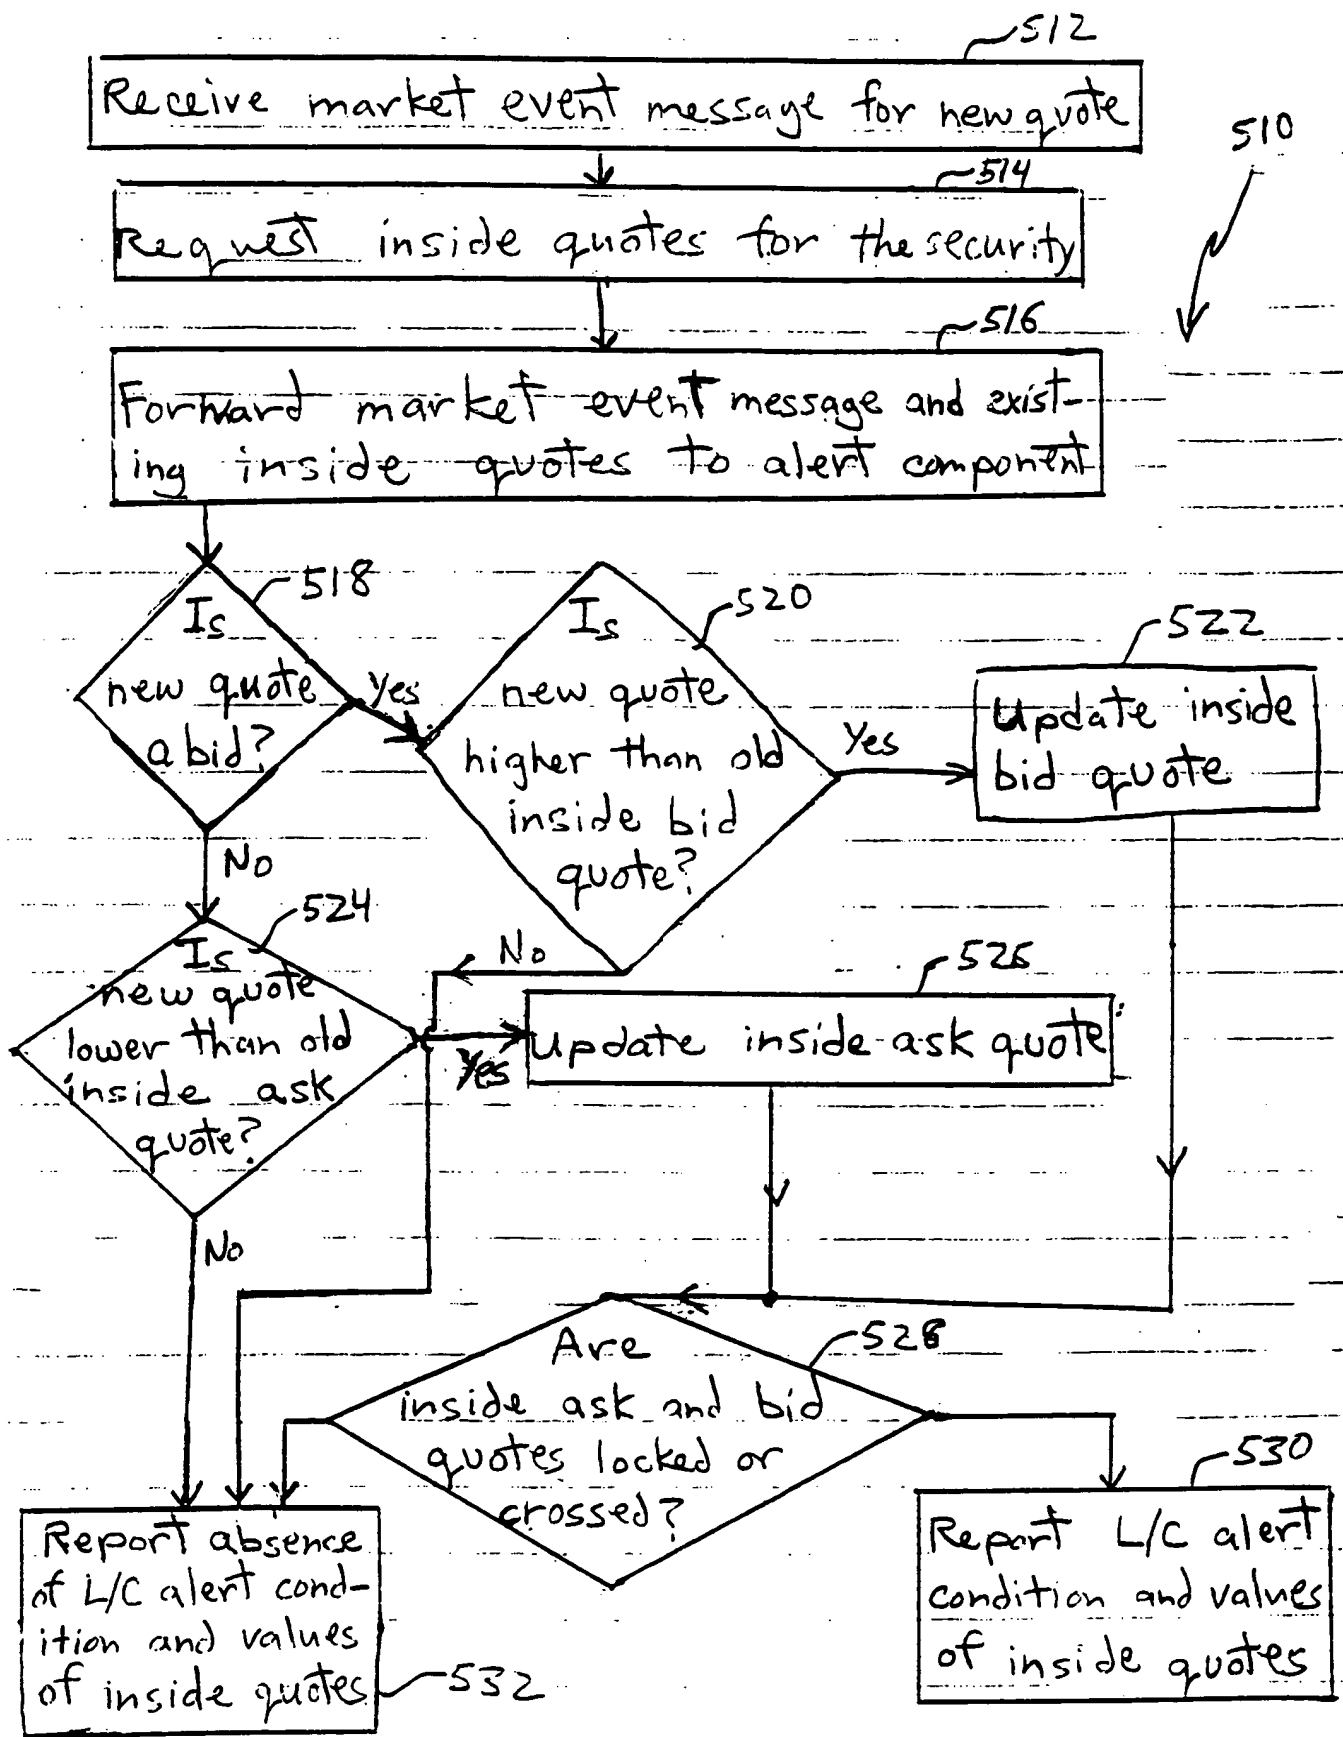 512
Receive market event message for new quote
510
514
Request inside quotes for the security
516
Forward market event message and exist-
ing inside quotes to alert component
518
Is
new quote
a bid?
Yes
No
520
Is
new quote
higher than old
inside bid
quote?
Yes
No
522
Update inside
bid quote
524
Is
new quote
lower than old
inside ask
quote?
Yes
No
526
Update inside ask quote
528
Are
inside ask and bid
quotes locked or
crossed?
530
Report L/C alert
condition and values
of inside quotes
Report absence
of L/C alert cond-
ition and values
of inside quotes
532